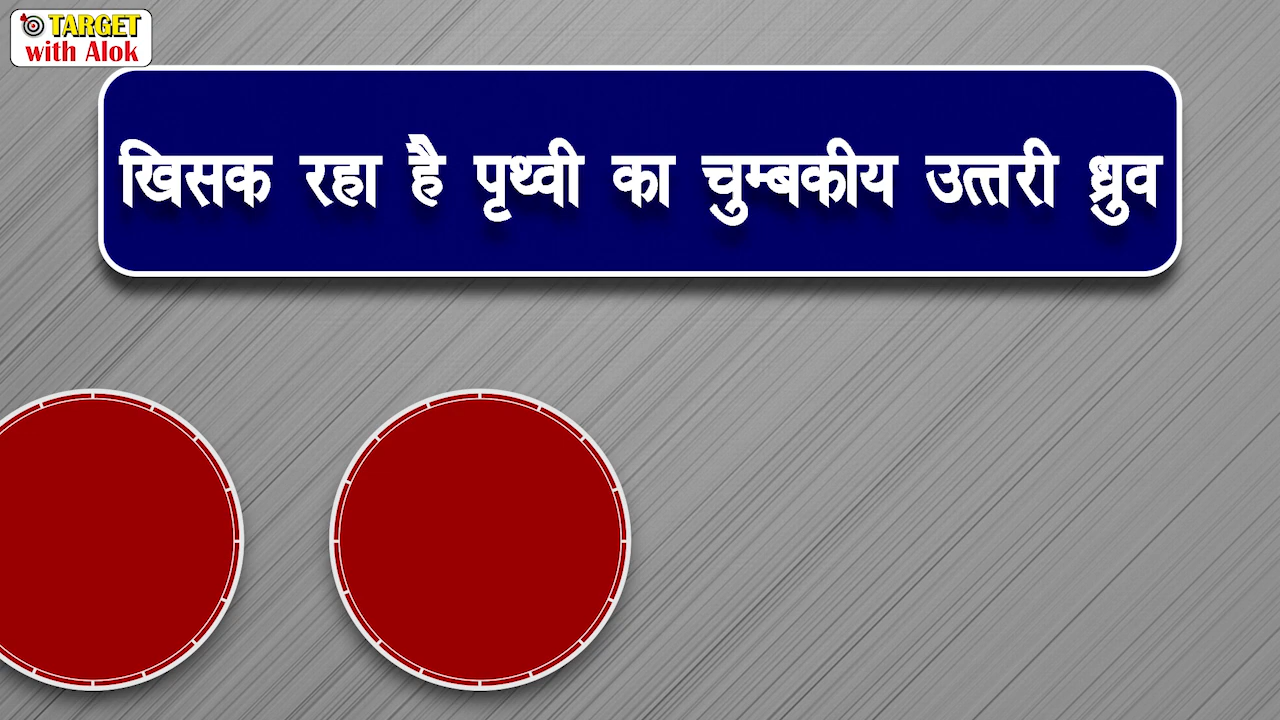 TARGET
with Alok
खिसक रहा है पृथ्वी का चुम्बकीय उत्तरी ध्रुव